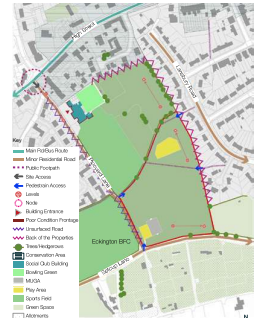 High Street
Lansbury Road
Key
Main Rd/Bus Route
Minor Residential Road
Public Footpath
Site Access
Pedestrian Access
Levels
Node
Building Entrance
Poor Condition Frontage
Unsurfaced Road
Back of the Properties
Trees/Hedgerows
Conservation Area
Social Club Building
Bowling Green
MUGA
Play Area
Sports Field
Green Space
Allotments
Eckington BFC
Lane
N